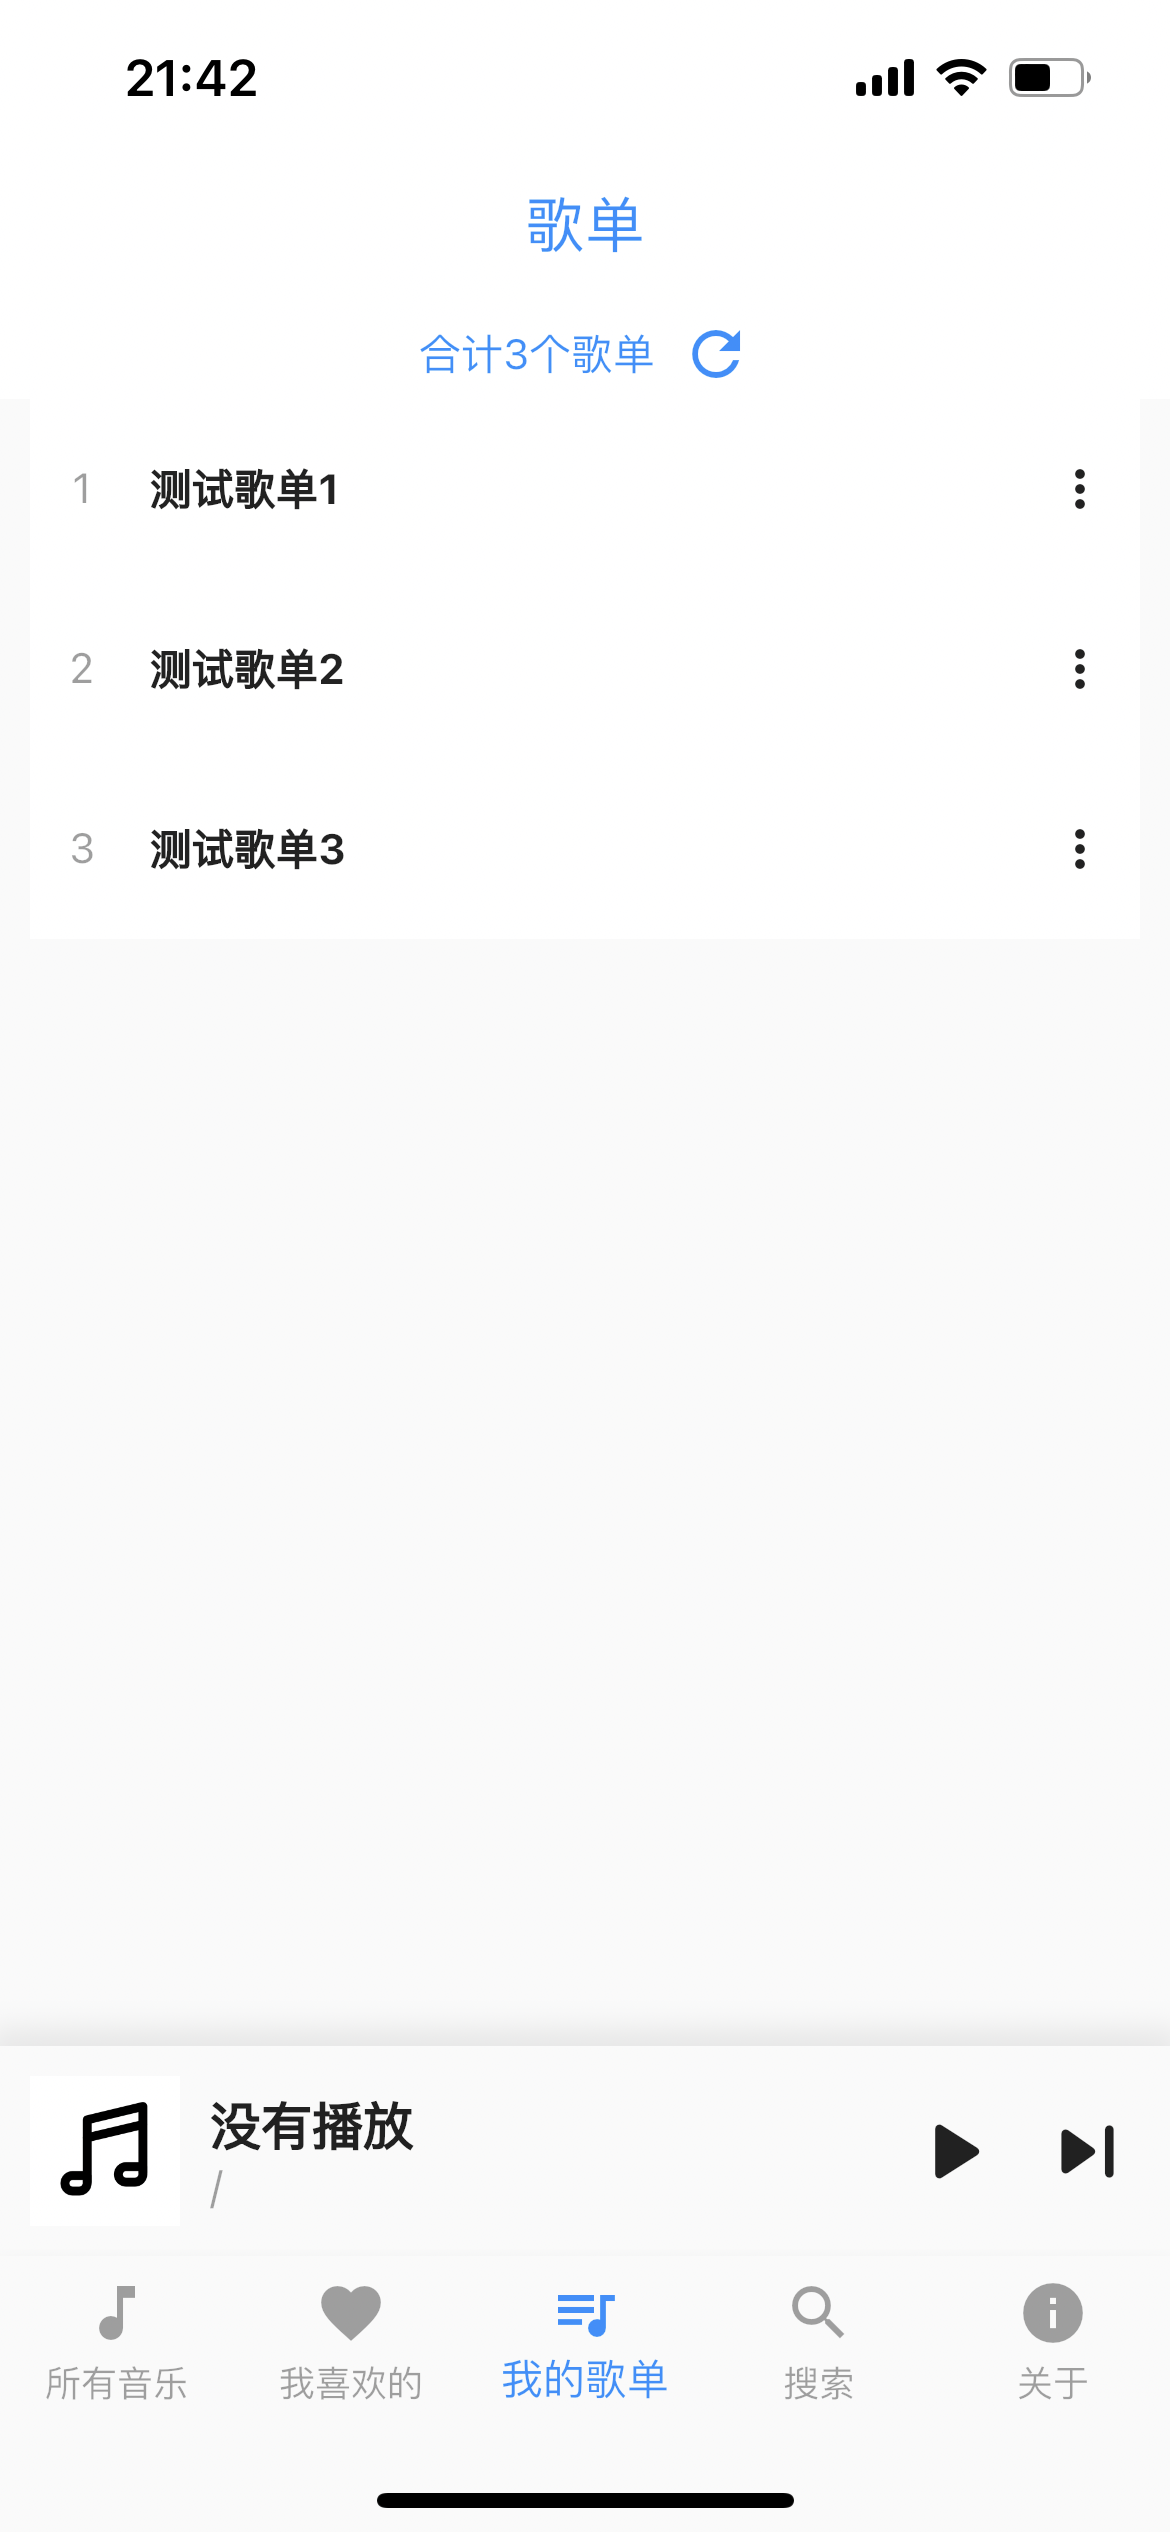 21:42
歌单
合计3个歌单
1 测试歌单1
2 测试歌单2
3 测试歌单3
没有播放
/
所有音乐 我喜欢的 我的歌单 搜索 关于